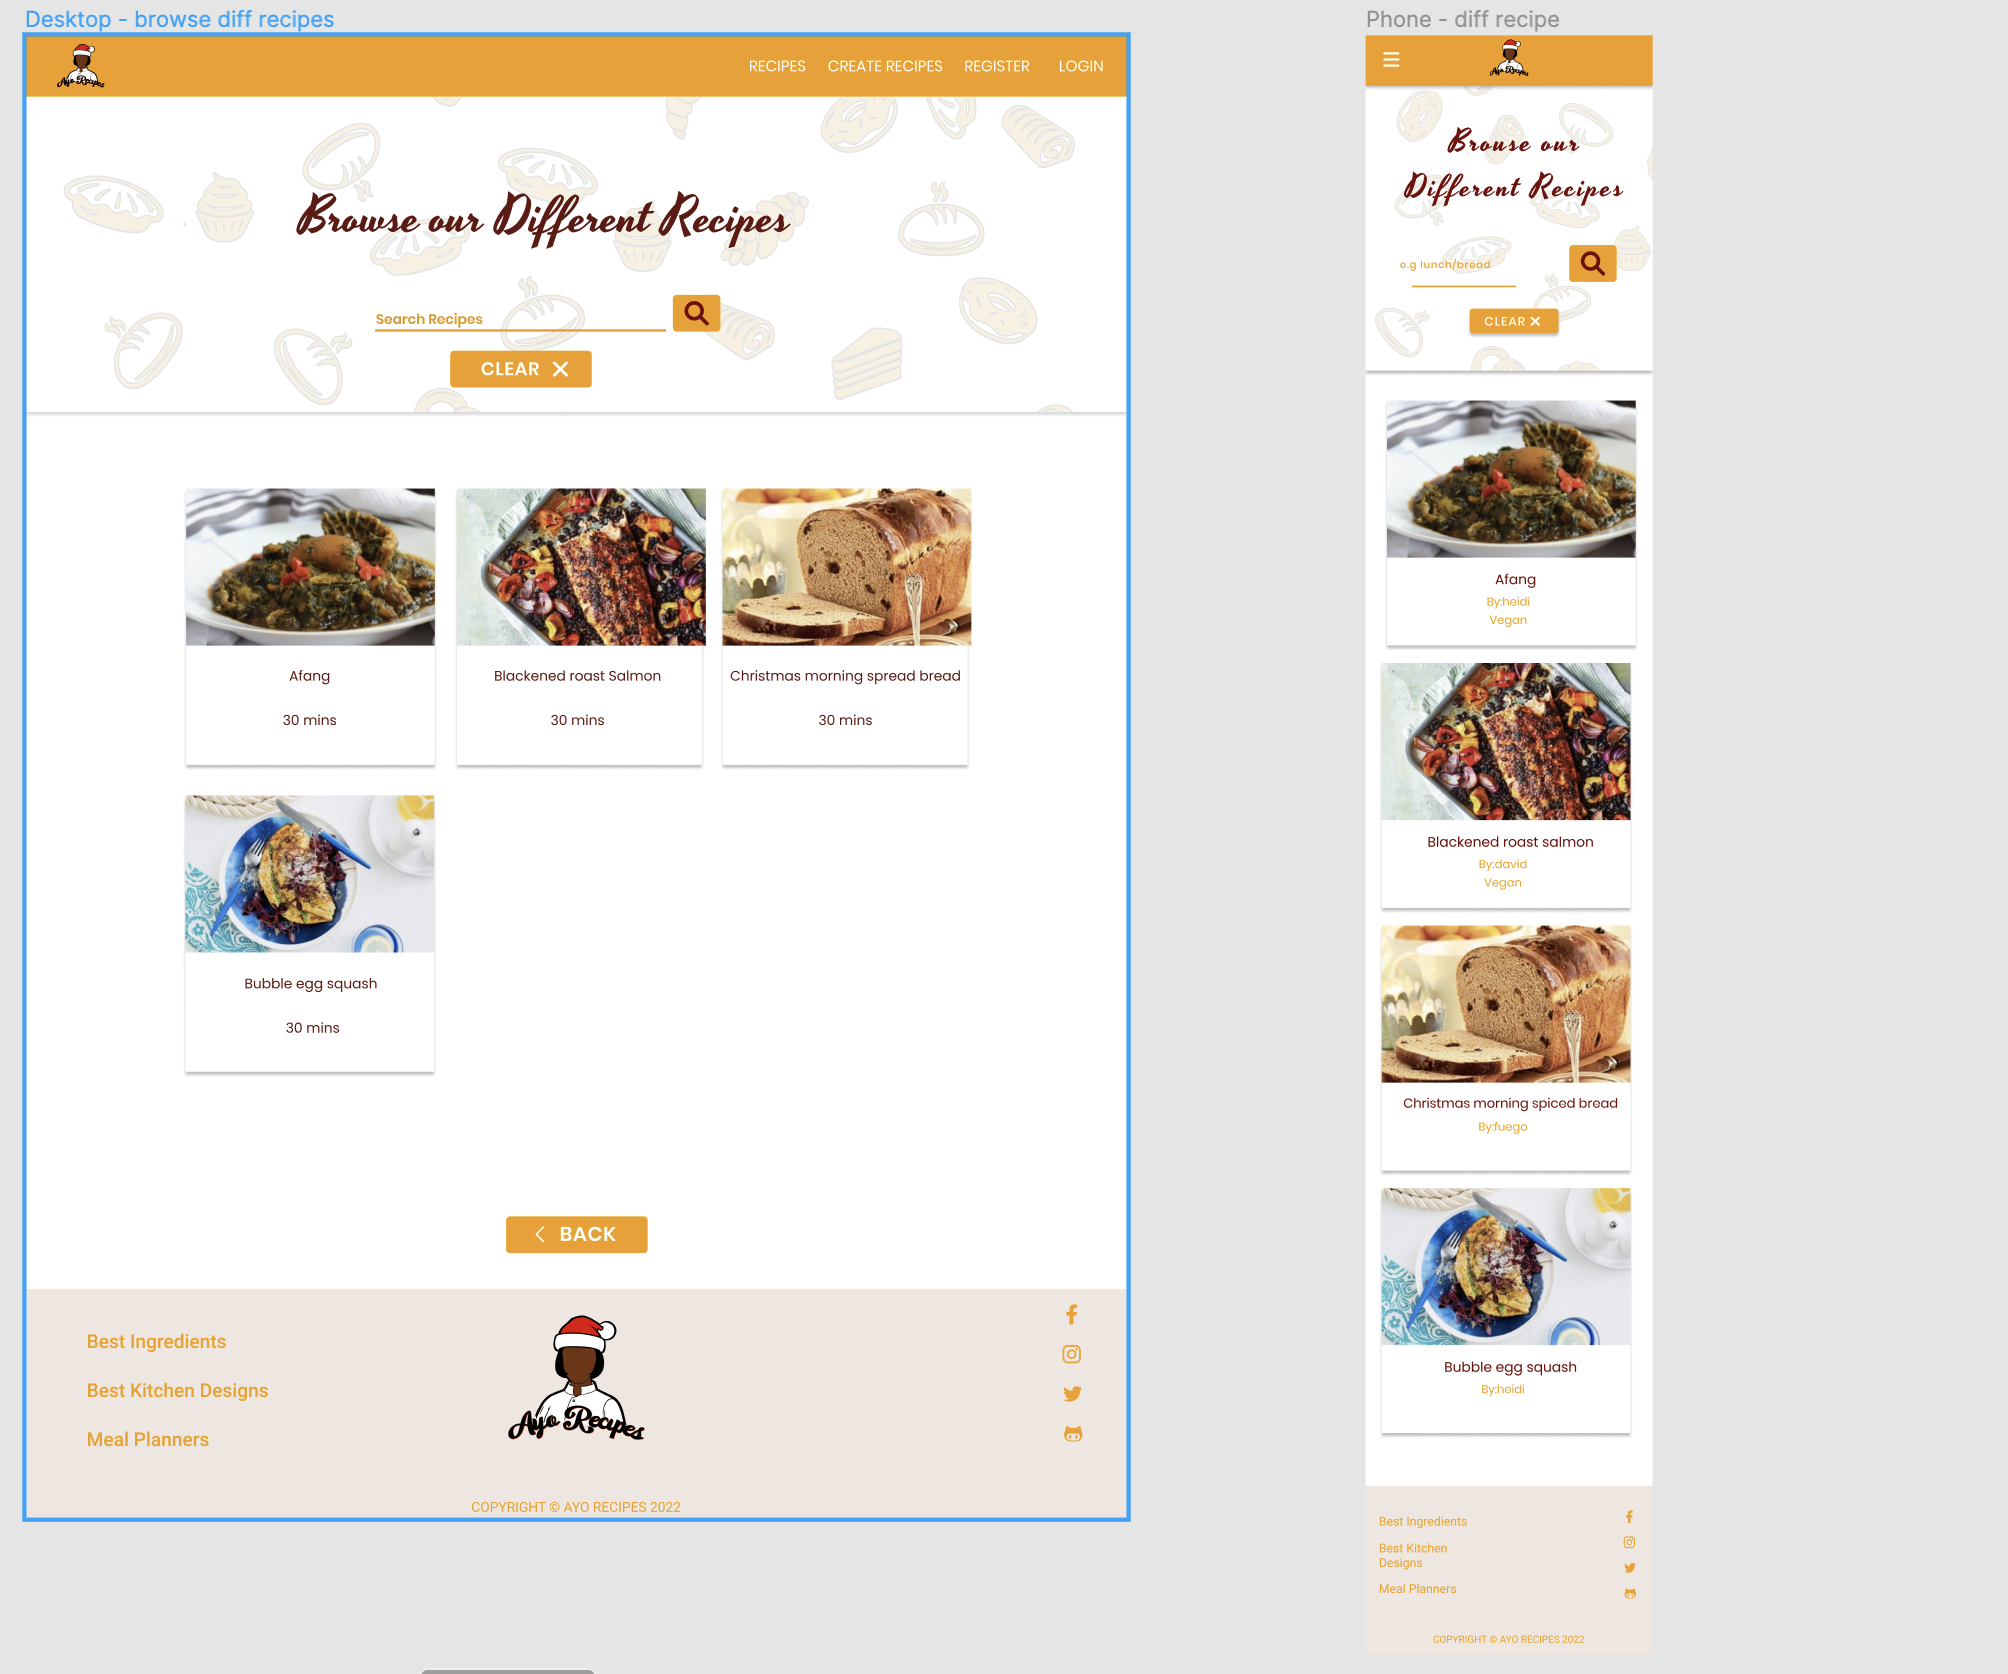 Desktop - browse diff recipes
Ayo Recipes
RECIPES CREATE RECIPES REGISTER LOGIN
Browse our Different Recipes
Search Recipes
CLEAR
Afang
30 mins
Blackened roast Salmon
30 mins
Christmas morning spread bread
30 mins
Bubble egg squash
30 mins
BACK
Best Ingredients
Best Kitchen Designs
Meal Planners
Ayo Recipes
COPYRIGHT © AYO RECIPES 2022
Phone - diff recipe
Ayo Recipes
Browse our
Different Recipes
e.g lunch/bread
CLEAR
Afang
By:heidi
Vegan
Blackened roast salmon
By:david
Vegan
Christmas morning spiced bread
By:fuego
Bubble egg squash
By:heidi
Best Ingredients
Best Kitchen
Designs
Meal Planners
COPYRIGHT © AYO RECIPES 2022